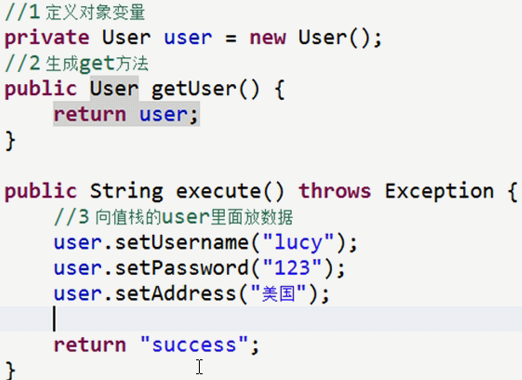 //1 定义对象变量
private User user = new User();
//2 生成get方法
public User getUser() {
    return user;
}

public String execute() throws Exception {
    //3 向值栈的user里面放数据
    user.setUsername("lucy");
    user.setPassword("123");
    user.setAddress("美国");

    return "success";
}